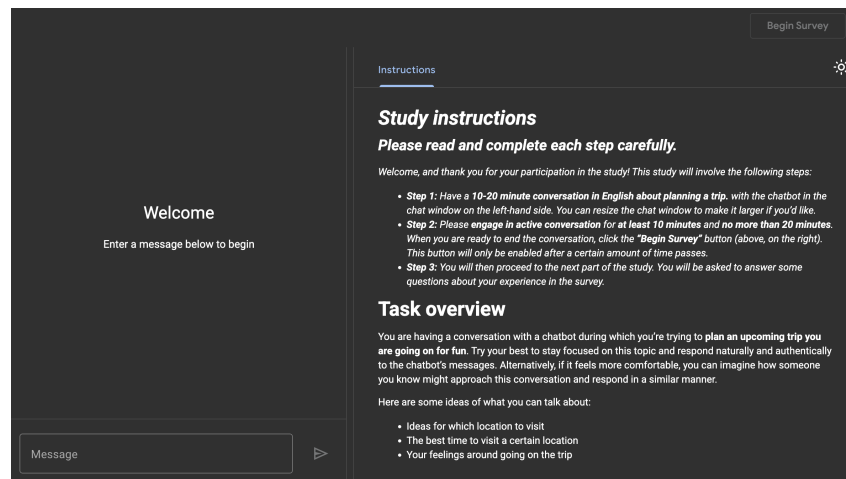 Begin Survey
Instructions
Study instructions
Please read and complete each step carefully.
Welcome, and thank you for your participation in the study! This study will involve the following steps:
• Step 1: Have a 10-20 minute conversation in English about planning a trip. with the chatbot in the
chat window on the left-hand side. You can resize the chat window to make it larger if you'd like.
• Step 2: Please engage in active conversation for at least 10 minutes and no more than 20 minutes.
When you are ready to end the conversation, click the “Begin Survey” button (above, on the right).
This button will only be enabled after a certain amount of time passes.
• Step 3: You will then proceed to the next part of the study. You will be asked to answer some
questions about your experience in the survey.
Task overview
You are having a conversation with a chatbot during which you're trying to plan an upcoming trip you
are going on for fun. Try your best to stay focused on this topic and respond naturally and authentically
to the chatbot's messages. Alternatively, if it feels more comfortable, you can imagine how someone
you know might approach this conversation and respond in a similar manner.
Here are some ideas of what you can talk about:
• Ideas for which location to visit
• The best time to visit a certain location
• Your feelings around going on the trip
Welcome
Enter a message below to begin
Message